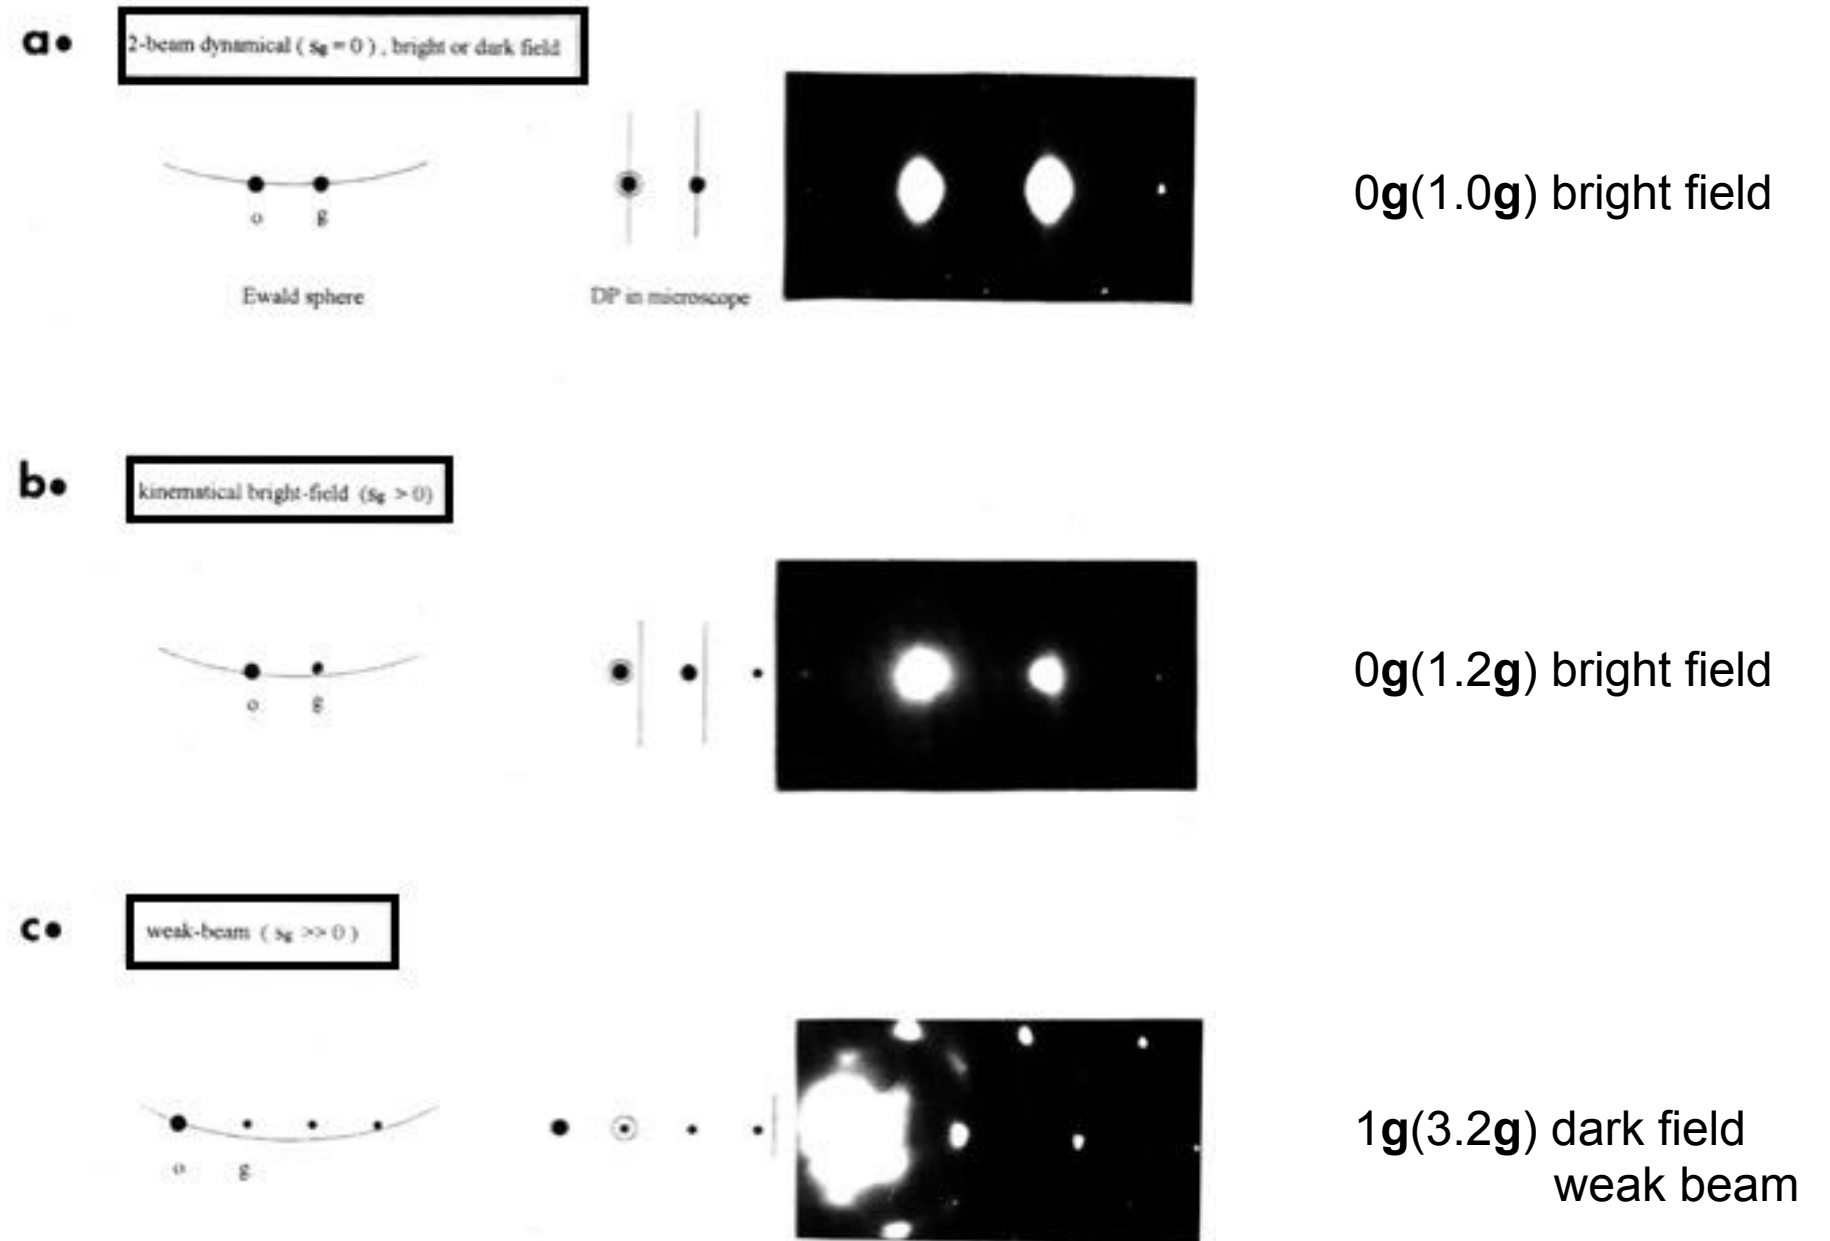 a•
2-beam dynamical ( sg = 0 ) , bright or dark field
o g
Ewald sphere
DP in microscope
0g(1.0g) bright field
b•
kinematical bright-field (sg > 0)
o g
0g(1.2g) bright field
c•
weak-beam ( sg >> 0 )
o g
1g(3.2g) dark field
weak beam